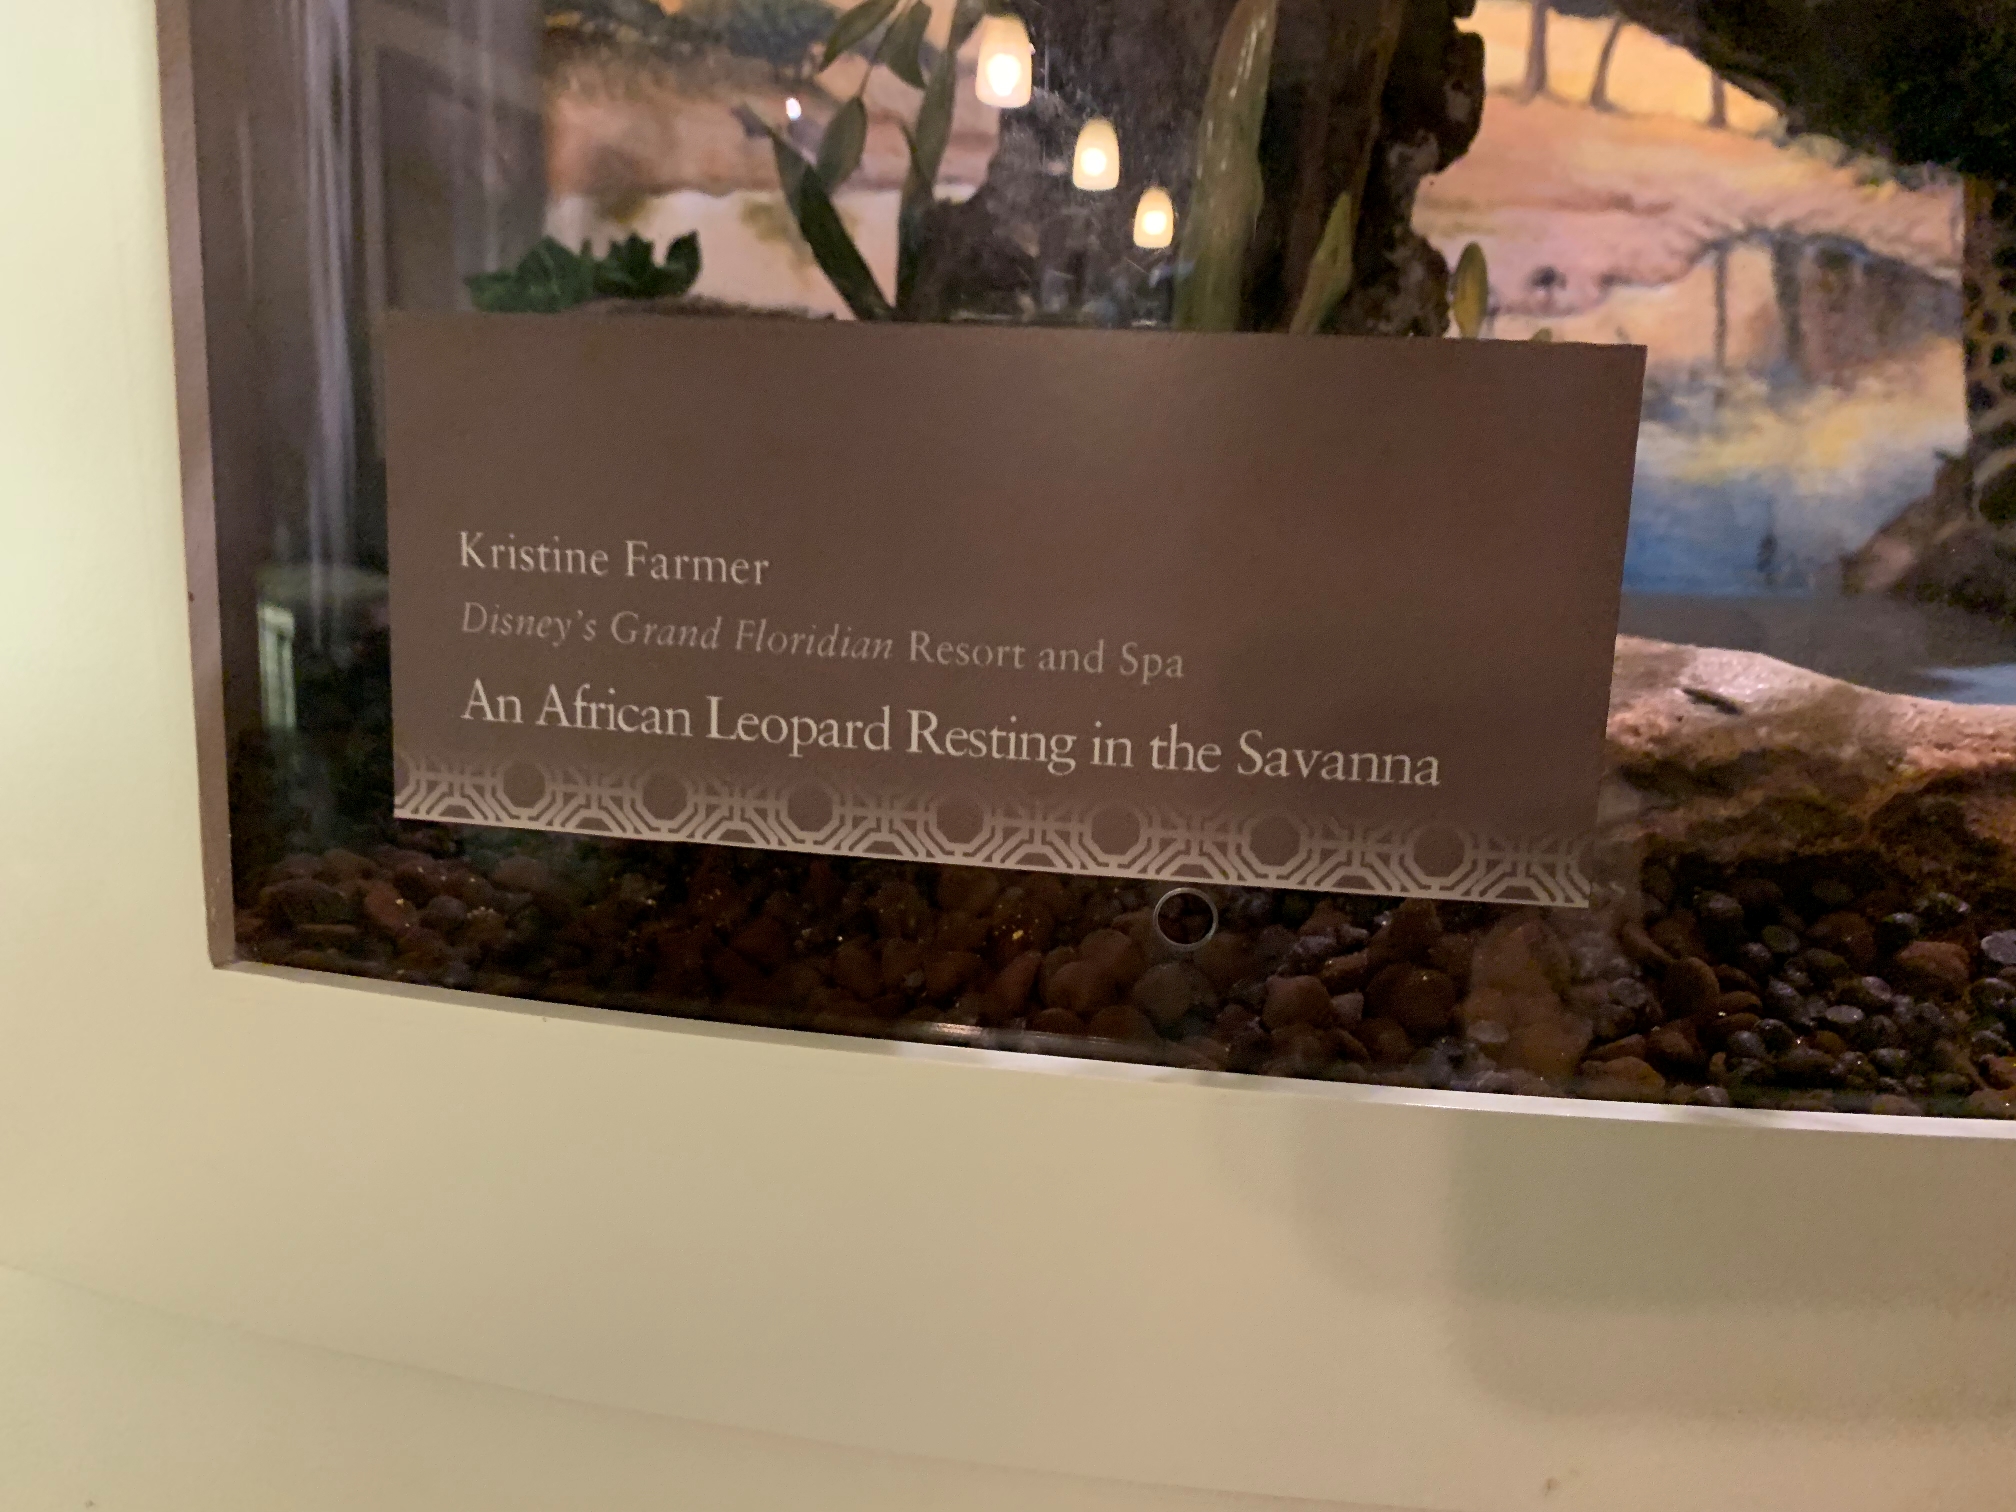 Kristine Farmer
Disney's Grand Floridian Resort and Spa
An African Leopard Resting in the Savanna